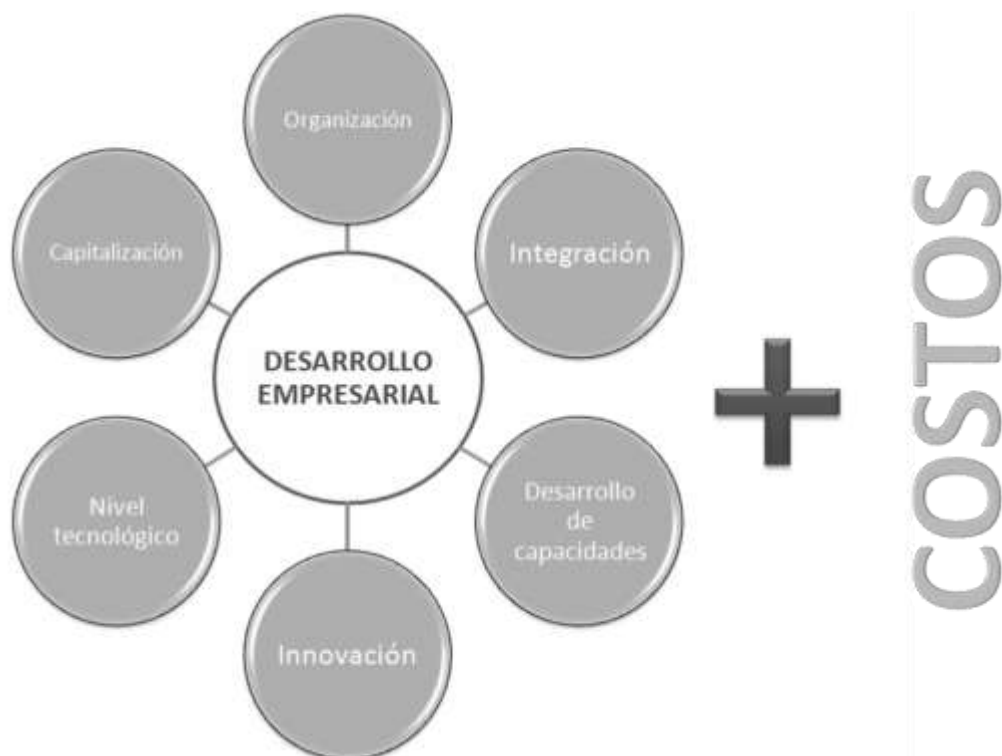 Organización
Capitalización
Integración
DESARROLLO
EMPRESARIAL
Nivel
tecnológico
Desarrollo
de
capacidades
Innovación
COSTOS